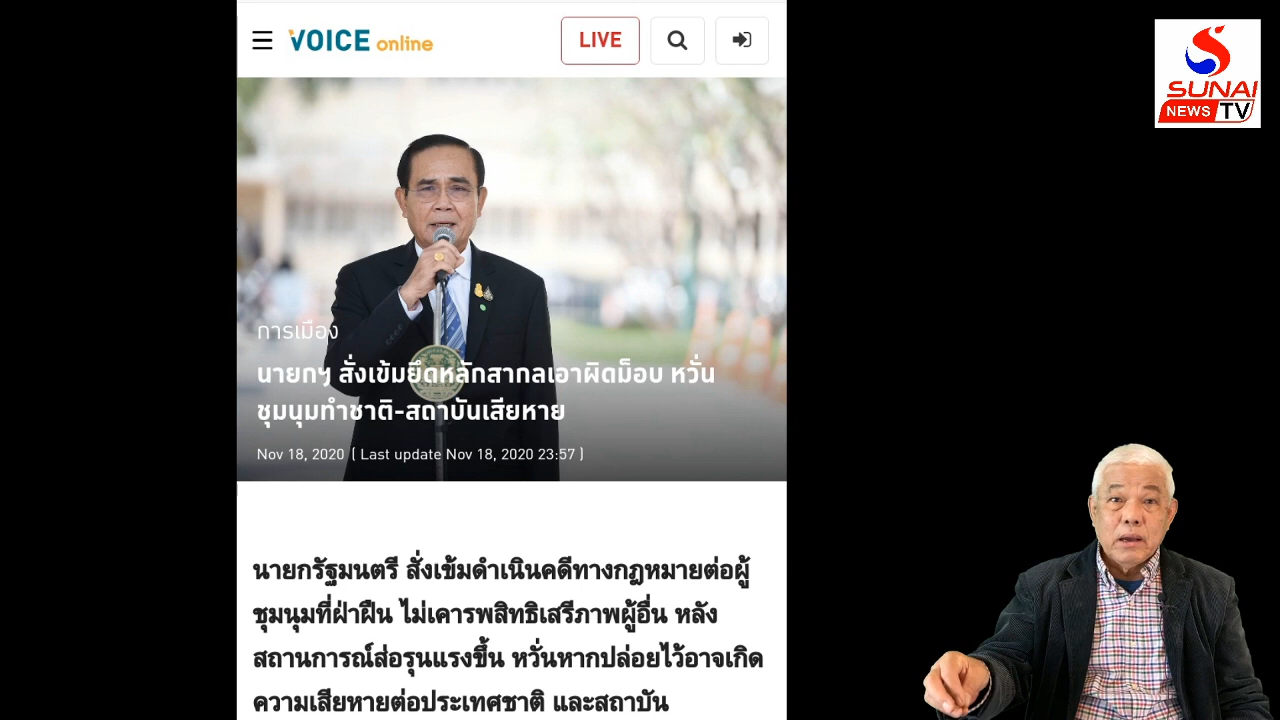 VOICE online
LIVE
SUNAI
NEWS TV
การเมือง
นายกฯ สั่งเข้มยึดหลักสากลเอาผิดม็อบ หวั่น
ชุมนุมทำชาติ-สถาบันเสียหาย
Nov 18, 2020 ( Last update Nov 18, 2020 23:57 )
นายกรัฐมนตรี สั่งเข้มดำเนินคดีทางกฎหมายต่อผู้
ชุมนุมที่ฝ่าฝืน ไม่เคารพสิทธิเสรีภาพผู้อื่น หลัง
สถานการณ์ส่อรุนแรงขึ้น หวั่นหากปล่อยไว้อาจเกิด
ความเสียหายต่อประเทศชาติ และสถาบัน